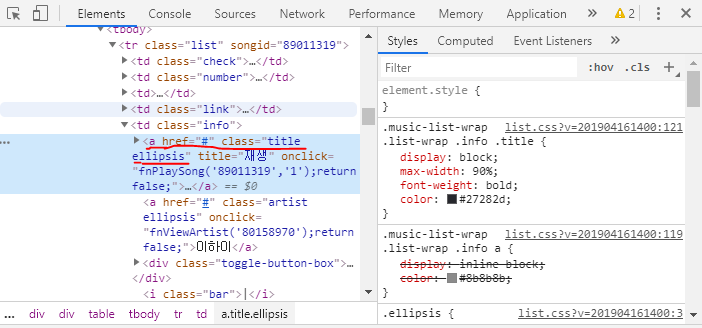 Elements Console Sources Network Performance Memory » 2
<tbody>
<tr class="list" songid="89011319">
<td class="check">…</td>
<td class="number">…</td>
<td>…</td>
<td class="link">…</td>
<td class="info">
<a href="#" class="title
ellipsis" title="재생" onclick=
"fnPlaySong('89011319','1');return
false;">…</a> == $0
<a href="#" class="artist
ellipsis" onclick=
"fnViewArtist('80158970');return
false;">이하이</a>
<div class="toggle-button-box">…
</div>
<i class="bar">|</i>
… div div table tbody tr td a.title.ellipsis
Styles Computed Event Listeners »
Filter :hov .cls +
element.style {
}
.music-list-wrap list.css?v=201904161400:121
.list-wrap .info .title {
display: block;
max-width: 90%;
font-weight: bold;
color: #27282d;
}
.music-list-wrap list.css?v=201904161400:119
.list-wrap .info a {
display: inline-block;
color: #8b8b8b;
}
.ellipsis { list.css?v=201904161400:3